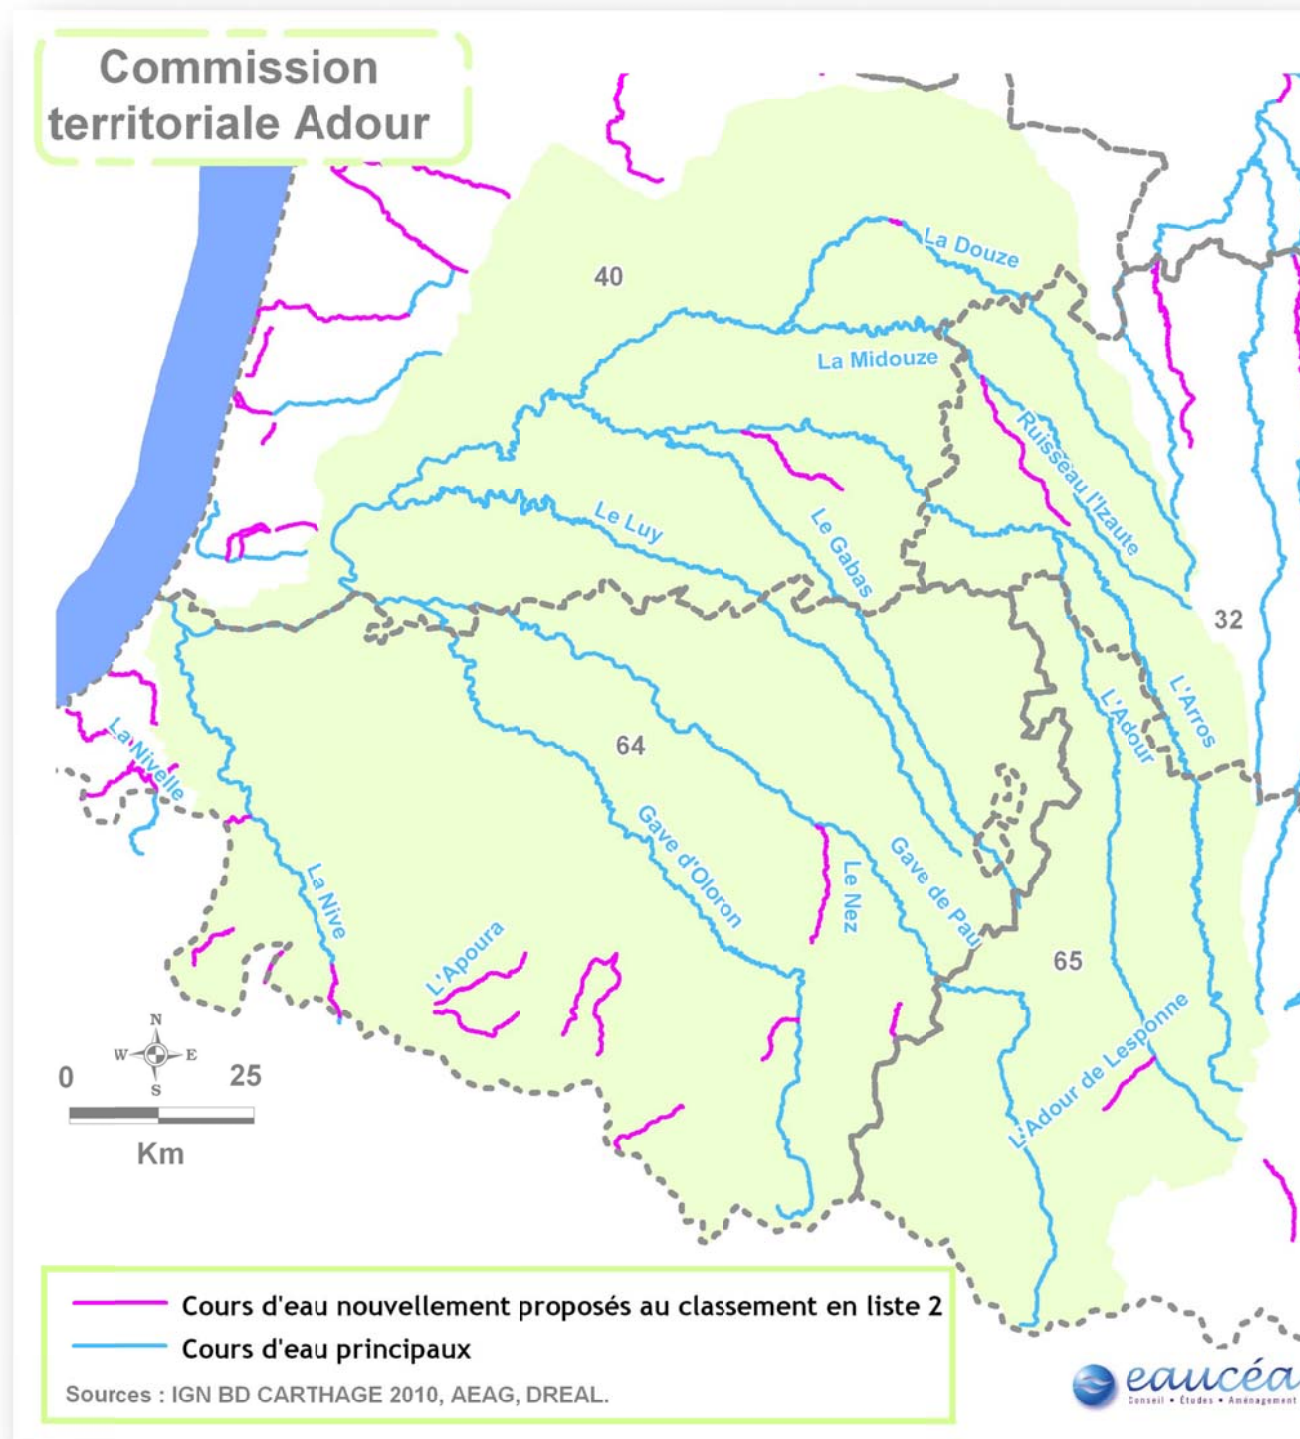 Commission
territoriale Adour
La Douze
40
La Midouze
Ruisseau l'Izaute
Le Luy
Le Gabas
32
L'Adour
L'Arros
La Nivelle
64
Gave d'Oloron
Le Nez
Gave de Pau
La Nive
L'Apoura
65
L'Adour de Lesponne
N
W E
S
0 25
Km
Cours d'eau nouvellement proposés au classement en liste 2
Cours d'eau principaux
Sources : IGN BD CARTHAGE 2010, AEAG, DREAL.
eaucéa
Conseil • Études • Aménagement